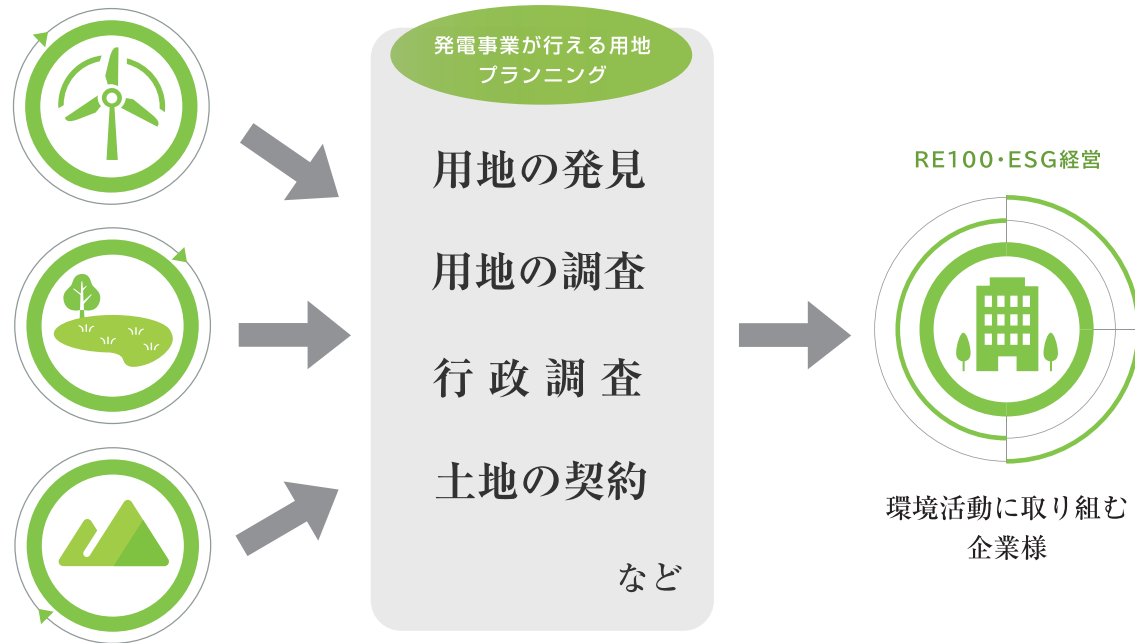 発電事業が行える用地
プランニング
用地の発見
用地の調査
行政調査
土地の契約
など
RE100・ESG経営
環境活動に取り組む
企業様